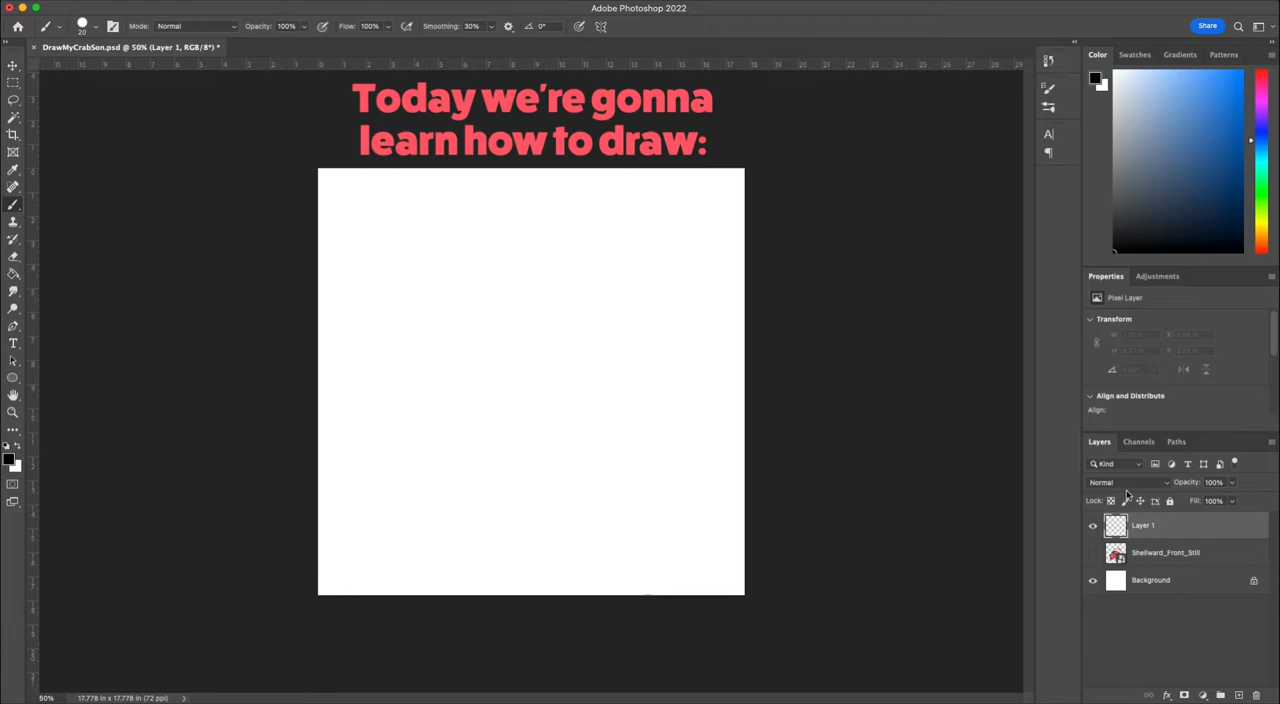 Adobe Photoshop 2022
20 Mode: Normal Opacity: 100% Flow: 100% Smoothing: 30% 0° Share
DrawMyCrabSon.psd @ 50% (Layer 1, RGB/8*) *
Today we're gonna
learn how to draw:
Color Swatches Gradients Patterns
Properties Adjustments
Pixel Layer
Transform
W
X
H
Y
Align and Distribute
Align:
Layers Channels Paths
Kind
Normal Opacity: 100%
Lock: Fill: 100%
Layer 1
Shellward_Front_Still
Background
50% 17.778 in x 17.778 in (72 ppi)